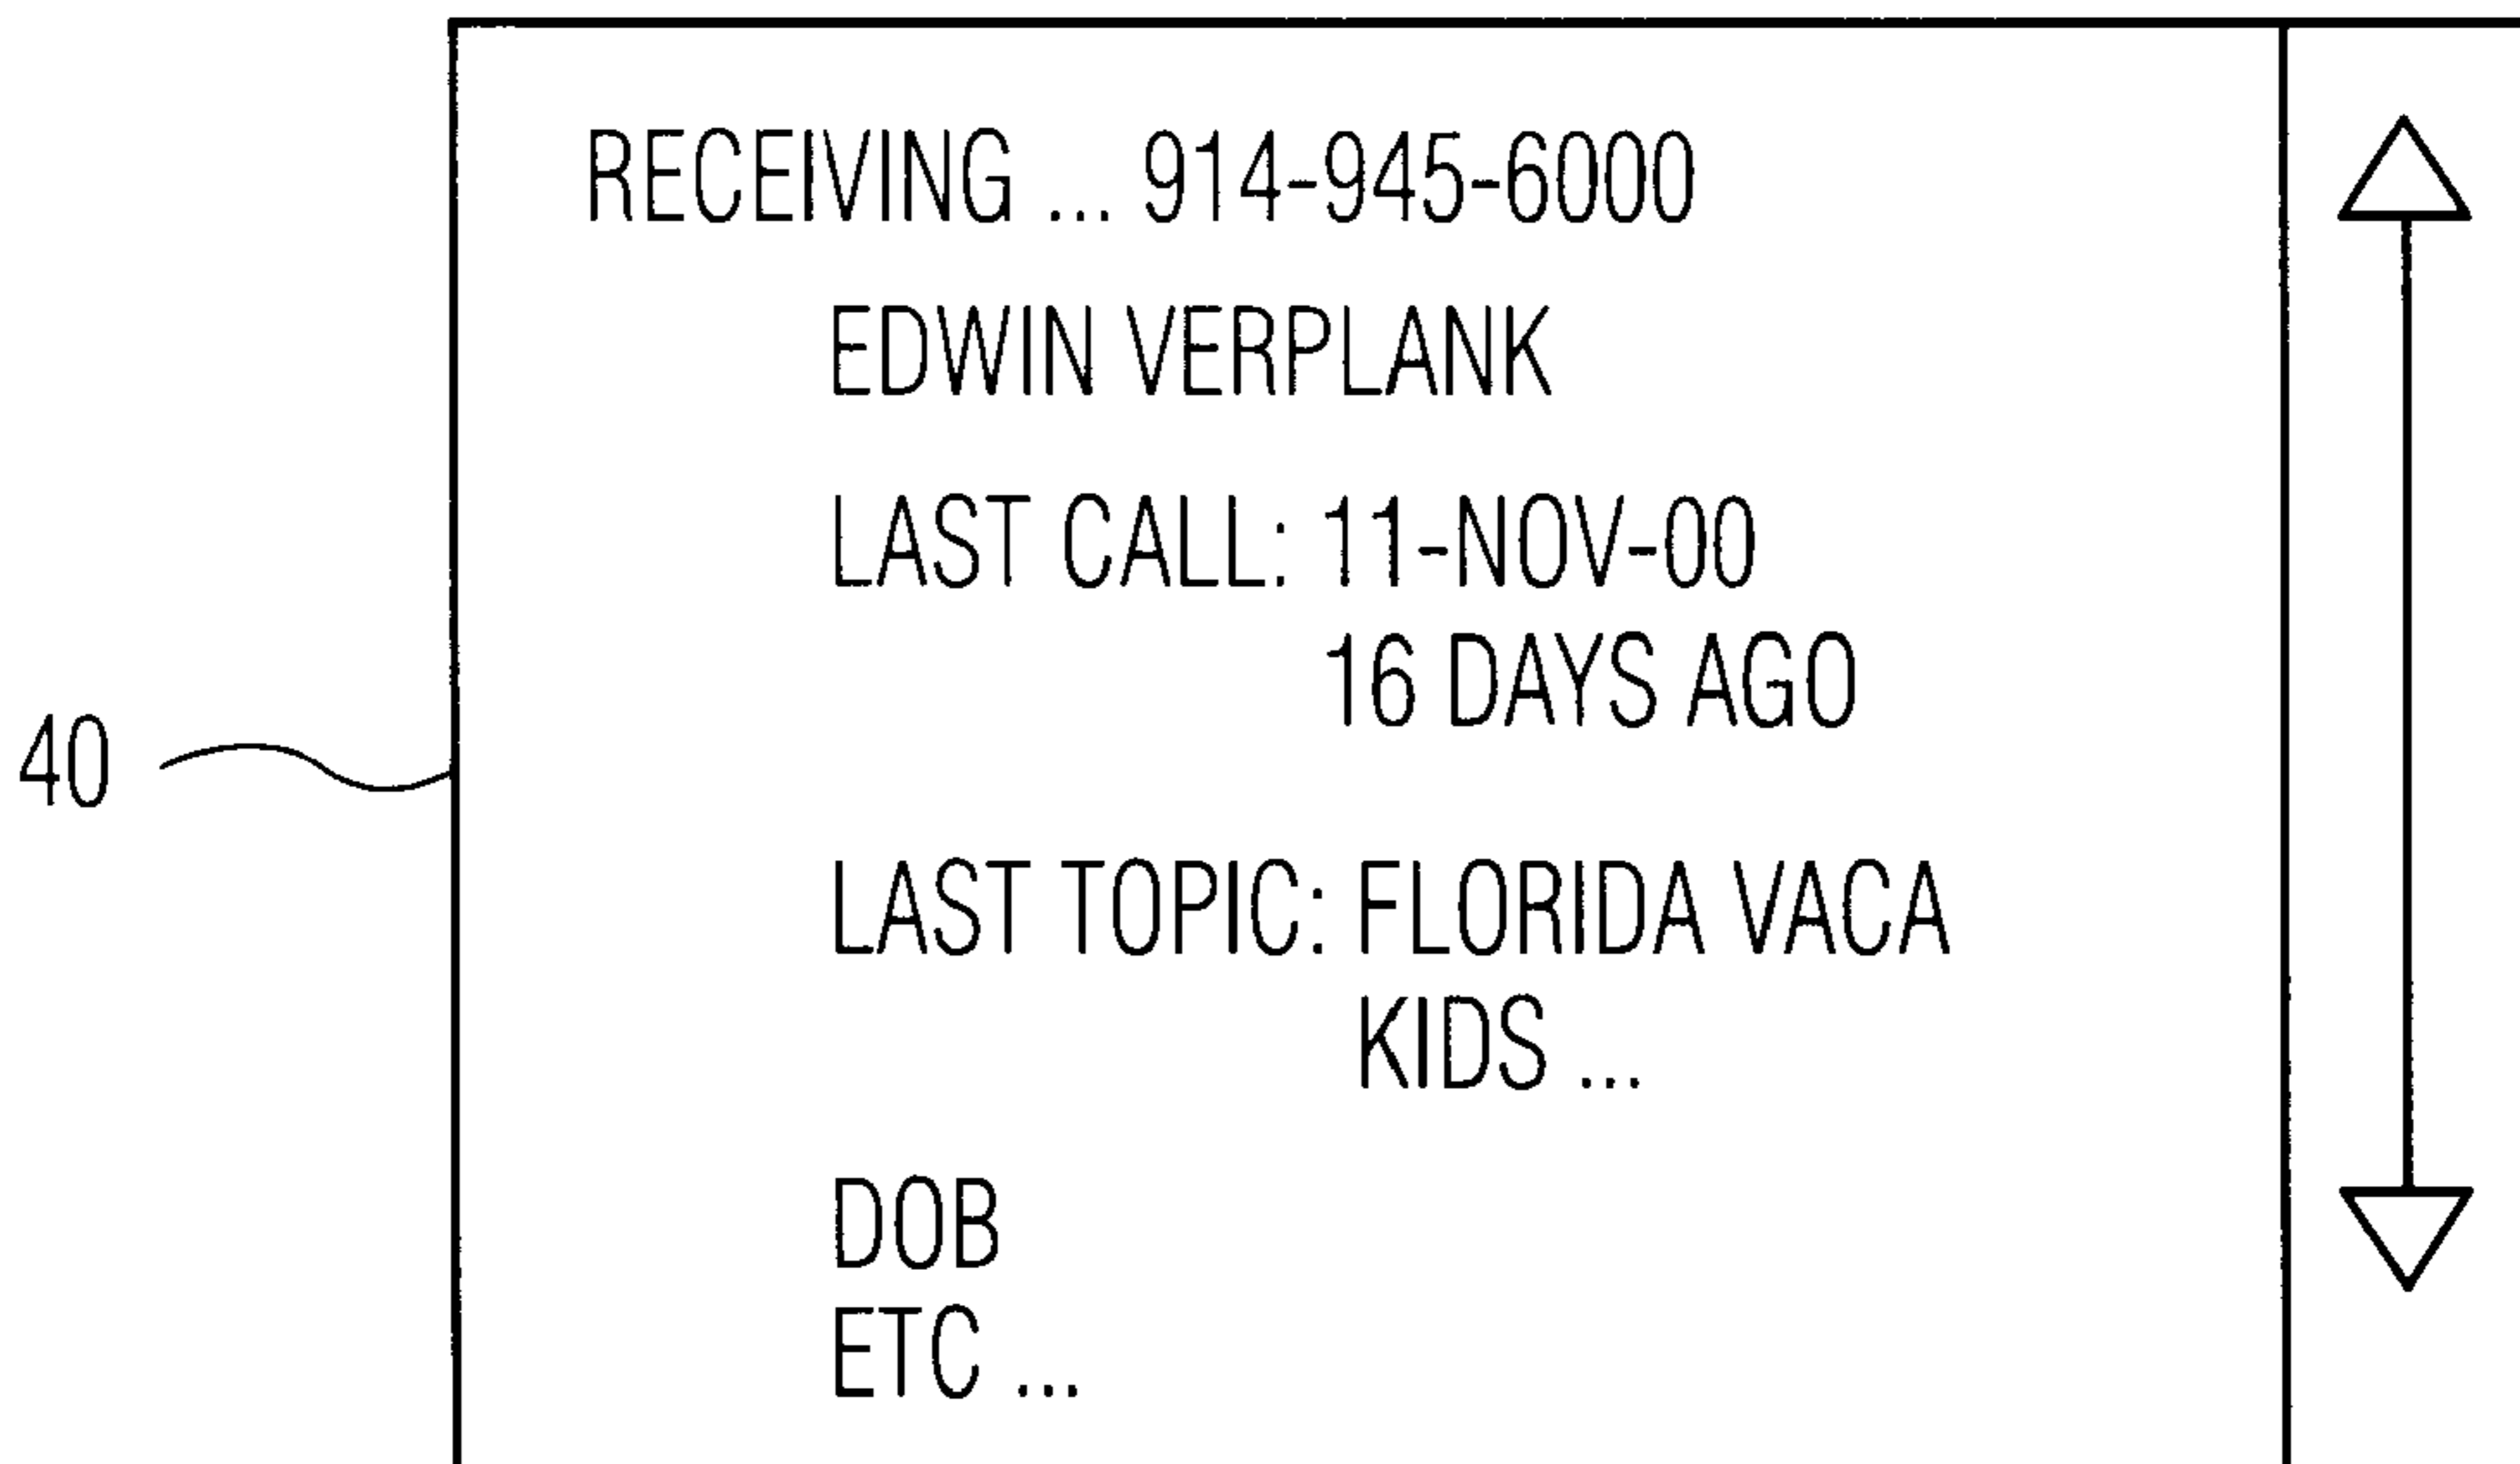 RECEIVING ... 914-945-6000
EDWIN VERPLANK
LAST CALL: 11-NOV-00
16 DAYS AGO
40
LAST TOPIC: FLORIDA VACA
KIDS ...
DOB
ETC ...